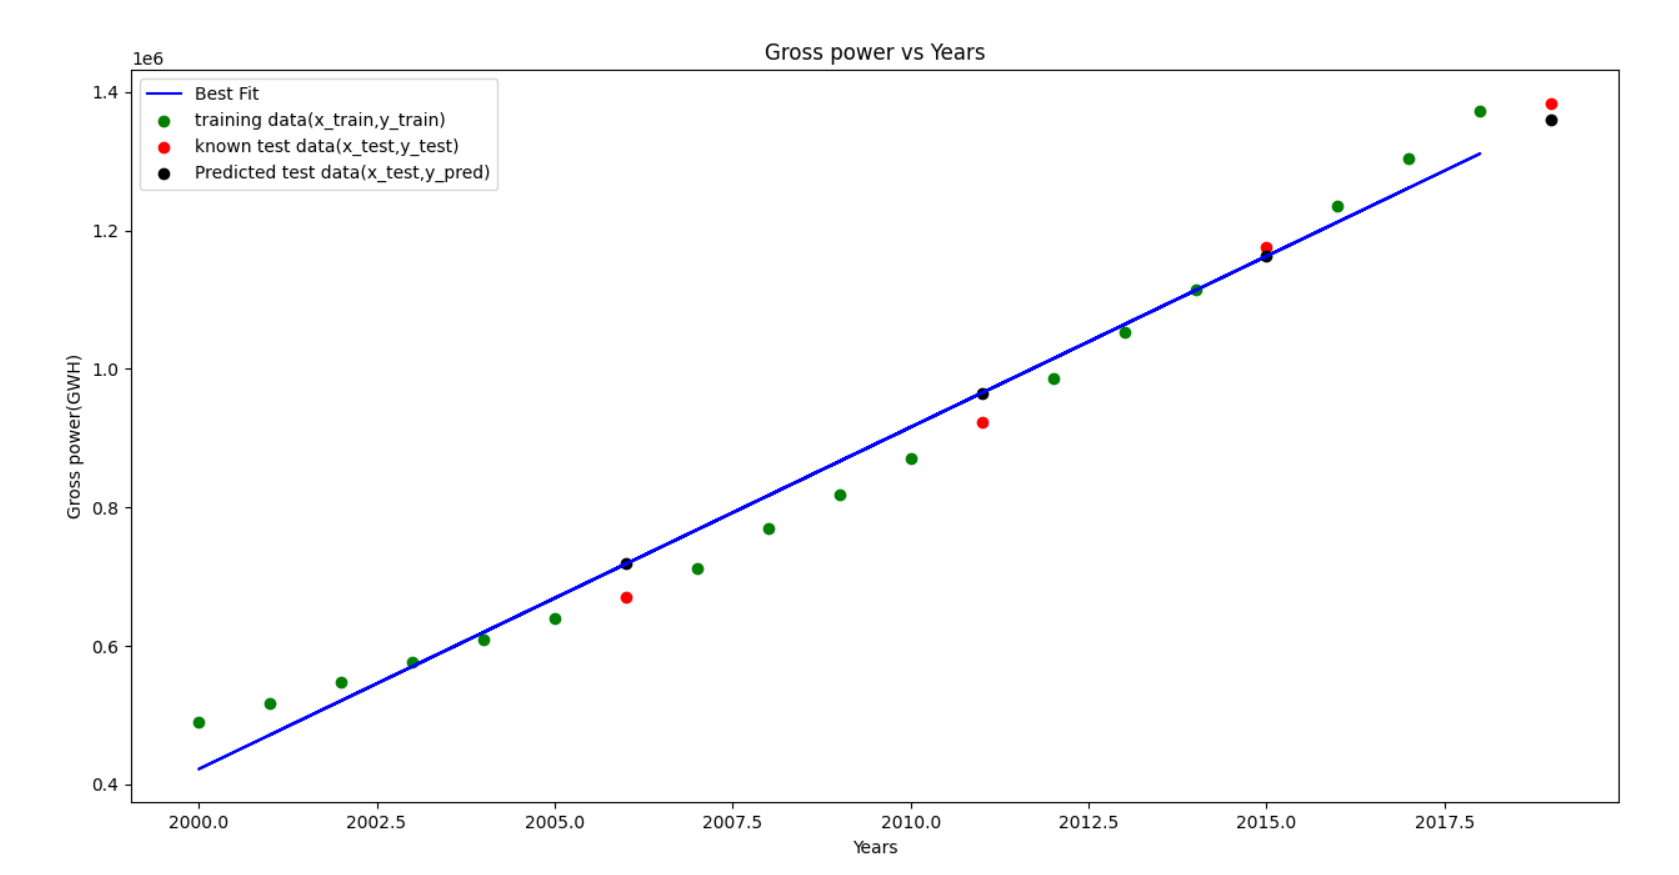 Gross power vs Years
1e6
Best Fit
training data(x_train,y_train)
known test data(x_test,y_test)
Predicted test data(x_test,y_pred)
1.4
1.2
1.0
0.8
0.6
0.4
Gross power(GWH)
2000.0 2002.5 2005.0 2007.5 2010.0 2012.5 2015.0 2017.5
Years